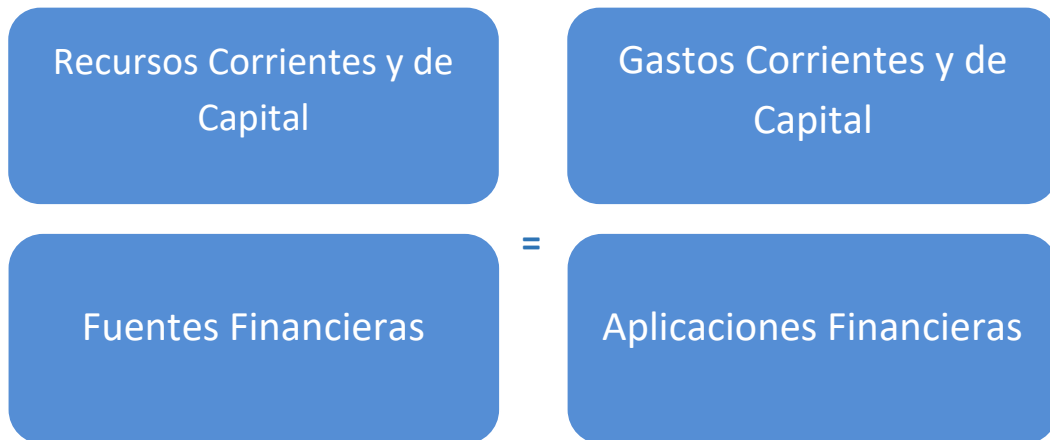 Recursos Corrientes y de
Capital
Gastos Corrientes y de
Capital
=
Fuentes Financieras
Aplicaciones Financieras